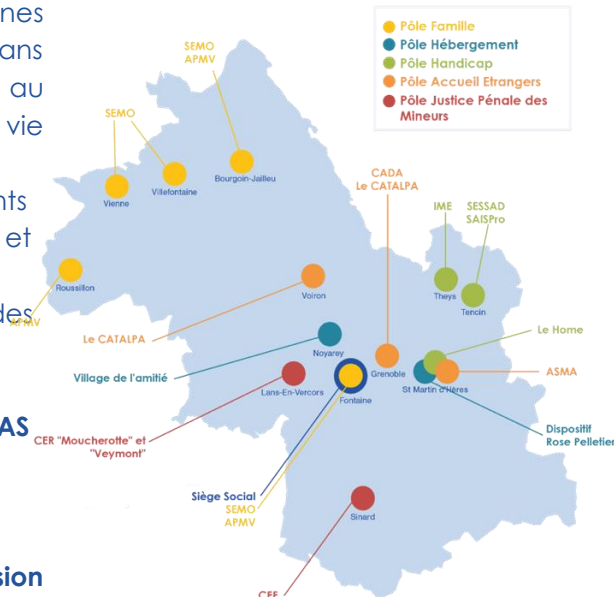 nes
ans
au
vie
nts
et
des
AS
sion
Pôle Famille
Pôle Hébergement
Pôle Handicap
Pôle Accueil Etrangers
Pôle Justice Pénale des
Mineurs
SEMO
APMV
SEMO
Bourgoin-Jailleu
Villefontaine
Vienne
CADA
Le CATALPA
IME
SESSAD
SAISPro
Roussillon
APMV
Voiron
Theys
Tencin
Le CATALPA
Noyarey
Le Home
Village de l'amitié
Grenoble
ASMA
Lans-En-Vercors
Fontaine
St Martin d'Hères
CER "Moucherotte" et
"Veymont"
Dispositif
Rose Pelletier
Siège Social
SEMO
APMV
Sinard